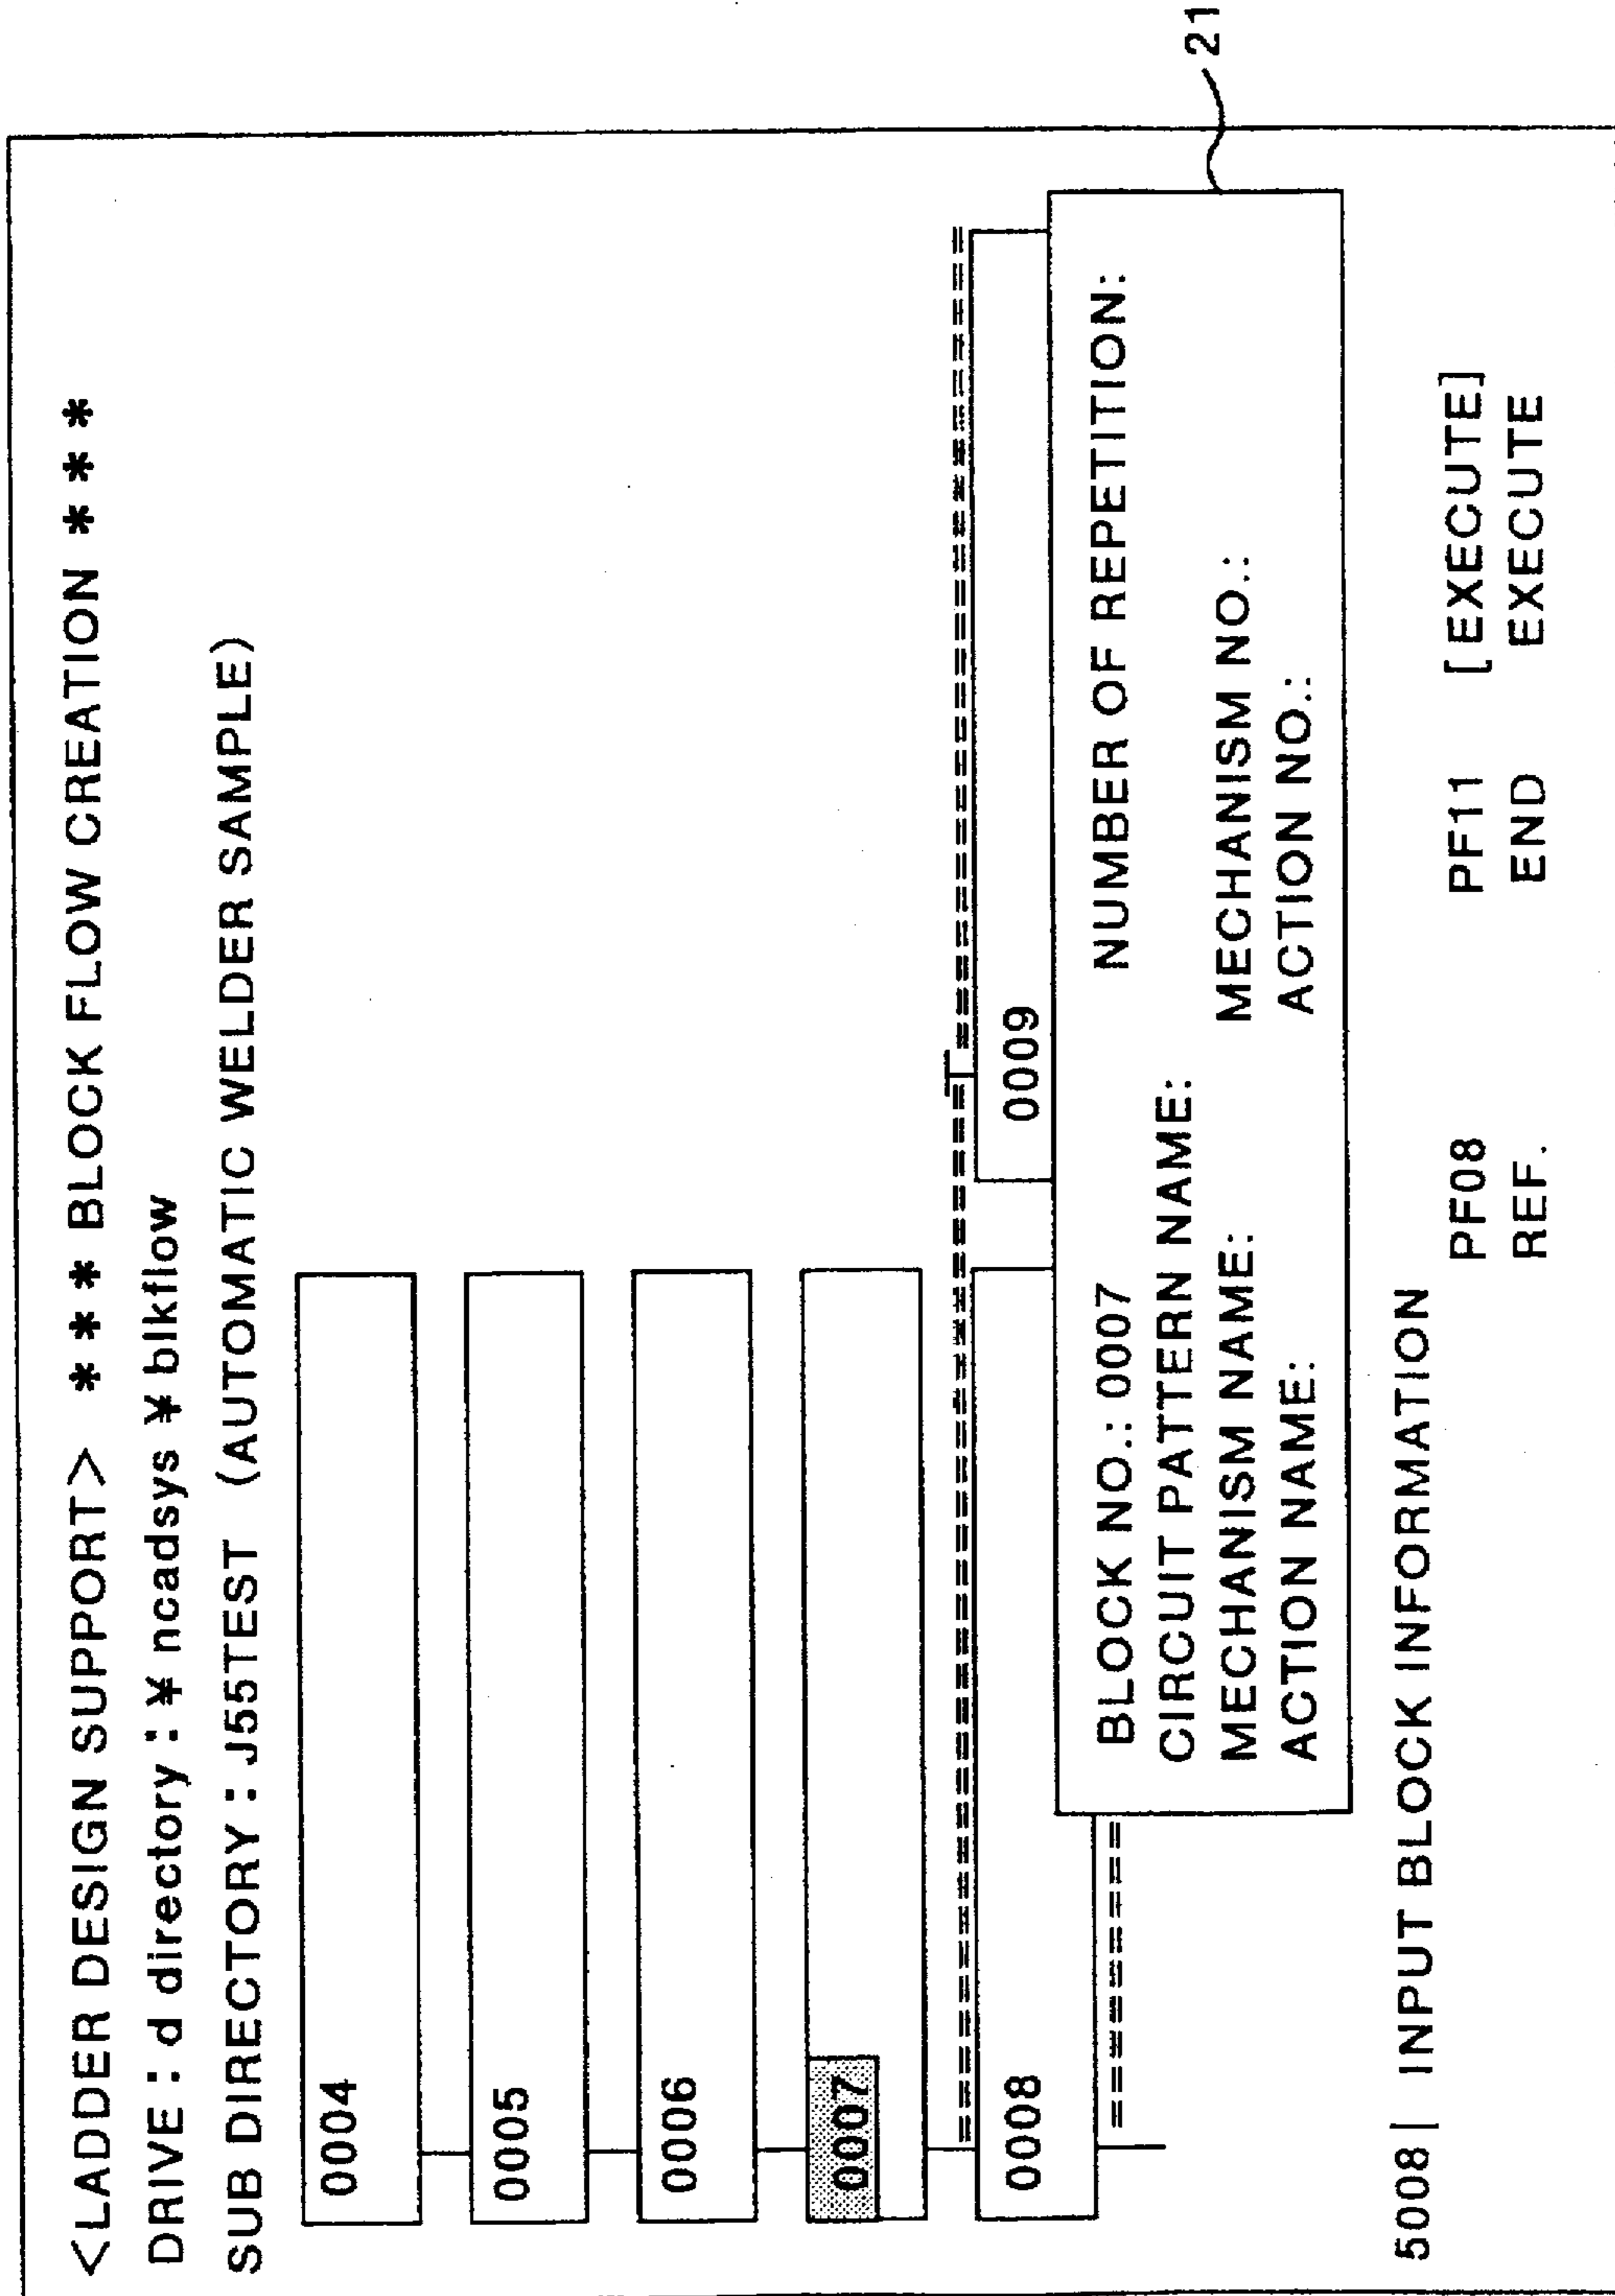 <LADDER DESIGN SUPPORT> *** BLOCK FLOW CREATION ***
DRIVE : d directory : ¥ ncadsys ¥ blkflow
SUB DIRECTORY : J55TEST (AUTOMATIC WELDER SAMPLE)
0004
0005
0006
0007
0008 0009
BLOCK NO.: 0007 NUMBER OF REPETITION:
CIRCUIT PATTERN NAME:
MECHANISM NAME: MECHANISM NO.:
ACTION NAME: ACTION NO.:
21
5008 | INPUT BLOCK INFORMATION
PF08 PF11 [EXECUTE]
REF. END EXECUTE